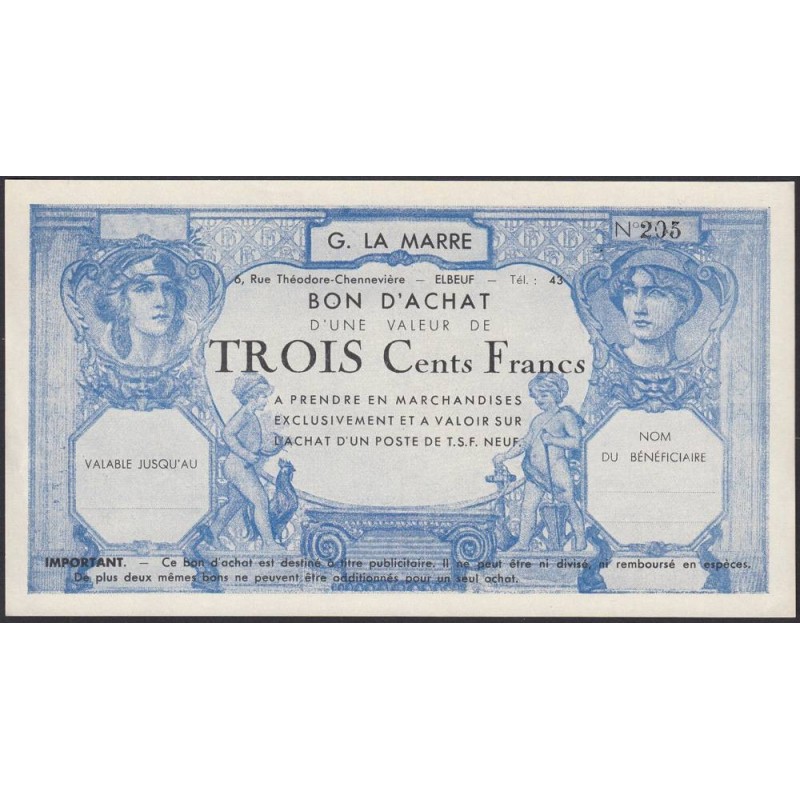 G. LA MARRE
N° 205
6, Rue Théodore-Chennevière — ELBEUF — Tél. : 43
BON D'ACHAT
D'UNE VALEUR DE
TROIS Cents Francs
A PRENDRE EN MARCHANDISES
EXCLUSIVEMENT ET A VALOIR SUR
L'ACHAT D'UN POSTE DE T.S.F. NEUF.
VALABLE JUSQU'AU
NOM
DU BÉNÉFICIAIRE
IMPORTANT. — Ce Bon d'achat est destiné à titre publicitaire. Il ne peut être ni divisé, ni remboursé en espèces.
De plus deux mêmes bons ne peuvent être additionnés pour un seul achat.